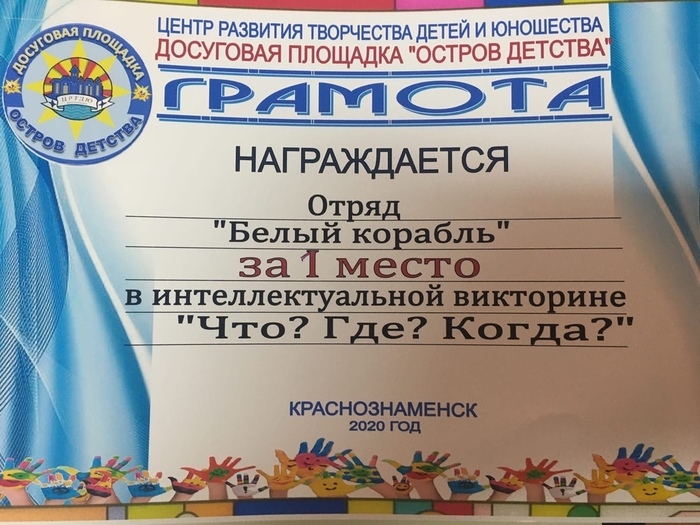 ЦЕНТР РАЗВИТИЯ ТВОРЧЕСТВА ДЕТЕЙ И ЮНОШЕСТВА
ДОСУГОВАЯ ПЛОЩАДКА "ОСТРОВ ДЕТСТВА"
ДОСУГОВАЯ ПЛОЩАДКА
ЦРТДЮ
ОСТРОВ ДЕТСТВА
ГРАМОТА
НАГРАЖДАЕТСЯ
Отряд
"Белый корабль"
за 1 место
в интеллектуальной викторине
"Что? Где? Когда?"
КРАСНОЗНАМЕНСК
2020 ГОД